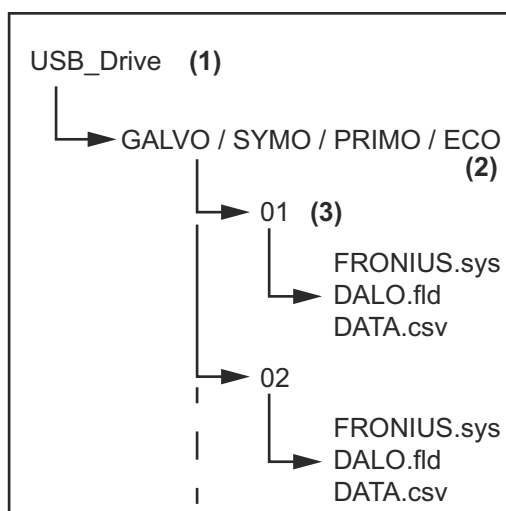 USB_Drive (1)
GALVO / SYMO / PRIMO / ECO
(2)
01 (3)
FRONIUS.sys
DALO.fld
DATA.csv
02
FRONIUS.sys
DALO.fld
DATA.csv